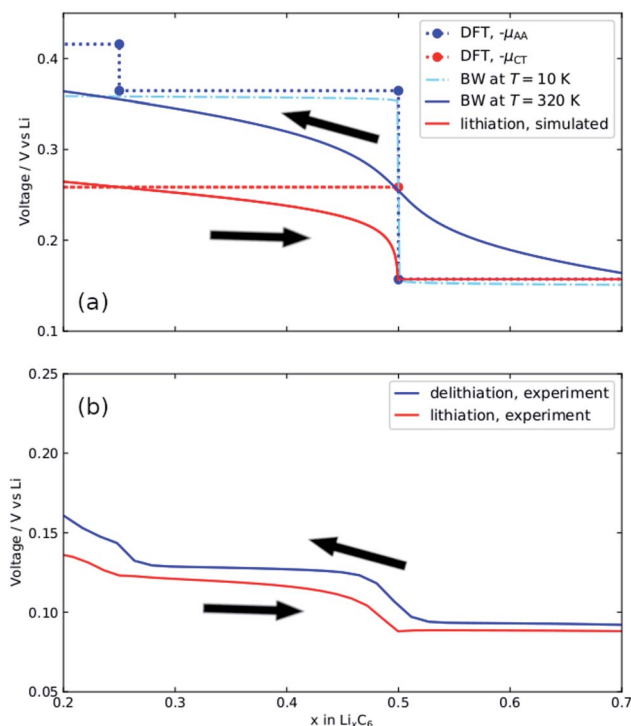 0.4
0.3
0.2
0.1
Voltage / V vs Li
DFT, -μAA
DFT, -μCT
BW at T = 10 K
BW at T = 320 K
lithiation, simulated
(a)
0.25
0.20
0.15
0.10
0.05
Voltage / V vs Li
(b)
delithiation, experiment
lithiation, experiment
0.2 0.3 0.4 0.5 0.6 0.7
x in LixC6